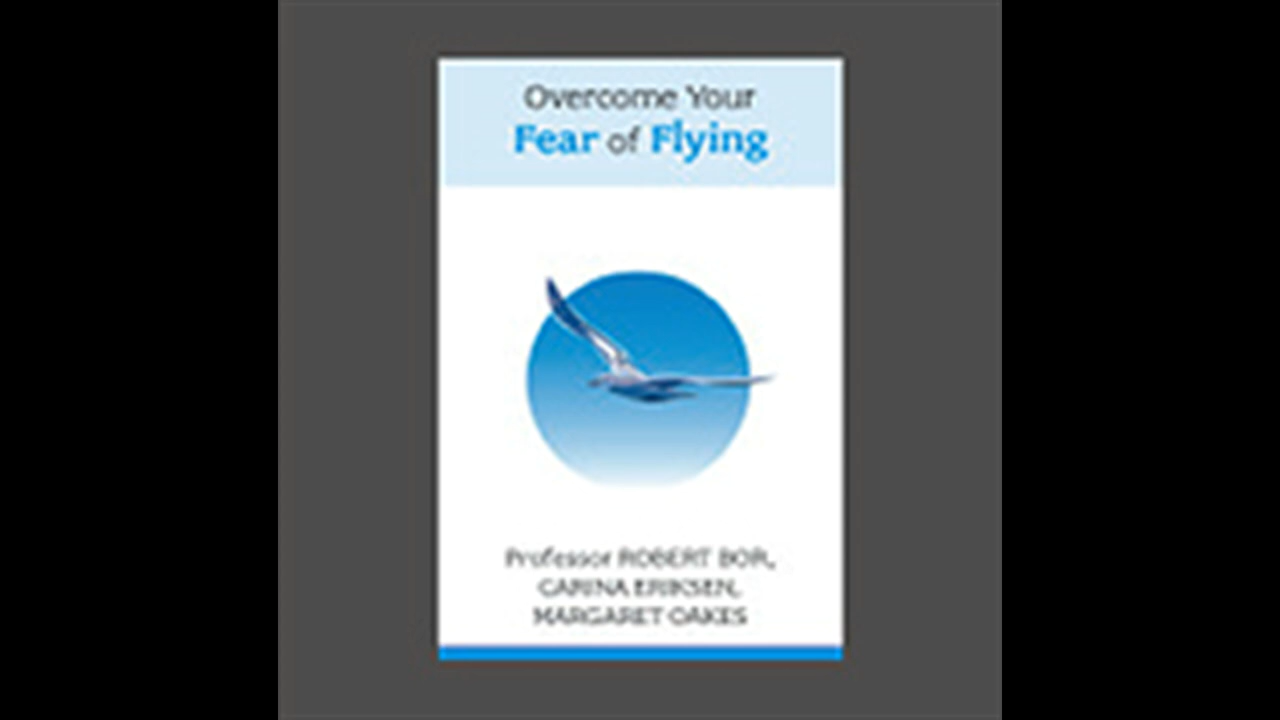 Overcome Your
Fear of Flying
Professor ROBERT BOR,
CARINA ERIKSEN,
MARGARET OAKES